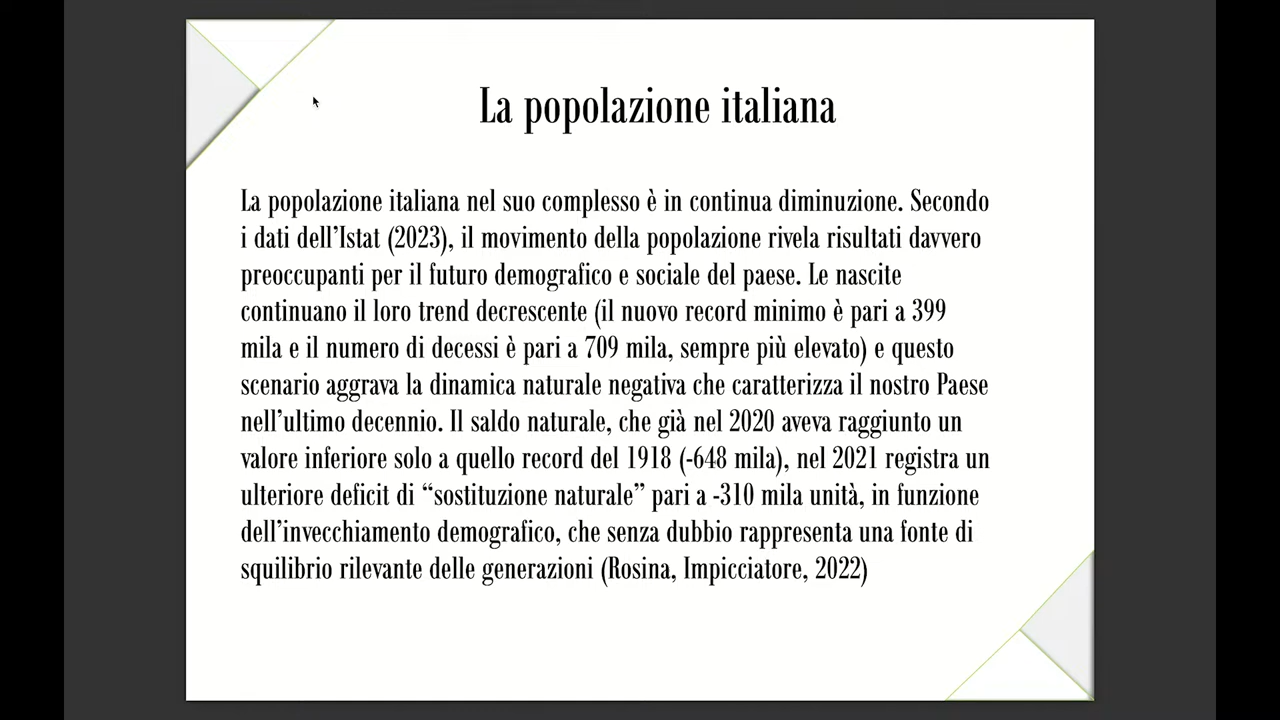 La popolazione italiana
La popolazione italiana nel suo complesso è in continua diminuzione. Secondo
i dati dell’Istat (2023), il movimento della popolazione rivela risultati davvero
preoccupanti per il futuro demografico e sociale del paese. Le nascite
continuano il loro trend decrescente (il nuovo record minimo è pari a 399
mila e il numero di decessi è pari a 709 mila, sempre più elevato) e questo
scenario aggrava la dinamica naturale negativa che caratterizza il nostro Paese
nell’ultimo decennio. Il saldo naturale, che già nel 2020 aveva raggiunto un
valore inferiore solo a quello record del 1918 (-648 mila), nel 2021 registra un
ulteriore deficit di “sostituzione naturale” pari a -310 mila unità, in funzione
dell’invecchiamento demografico, che senza dubbio rappresenta una fonte di
squilibrio rilevante delle generazioni (Rosina, Impicciatore, 2022)